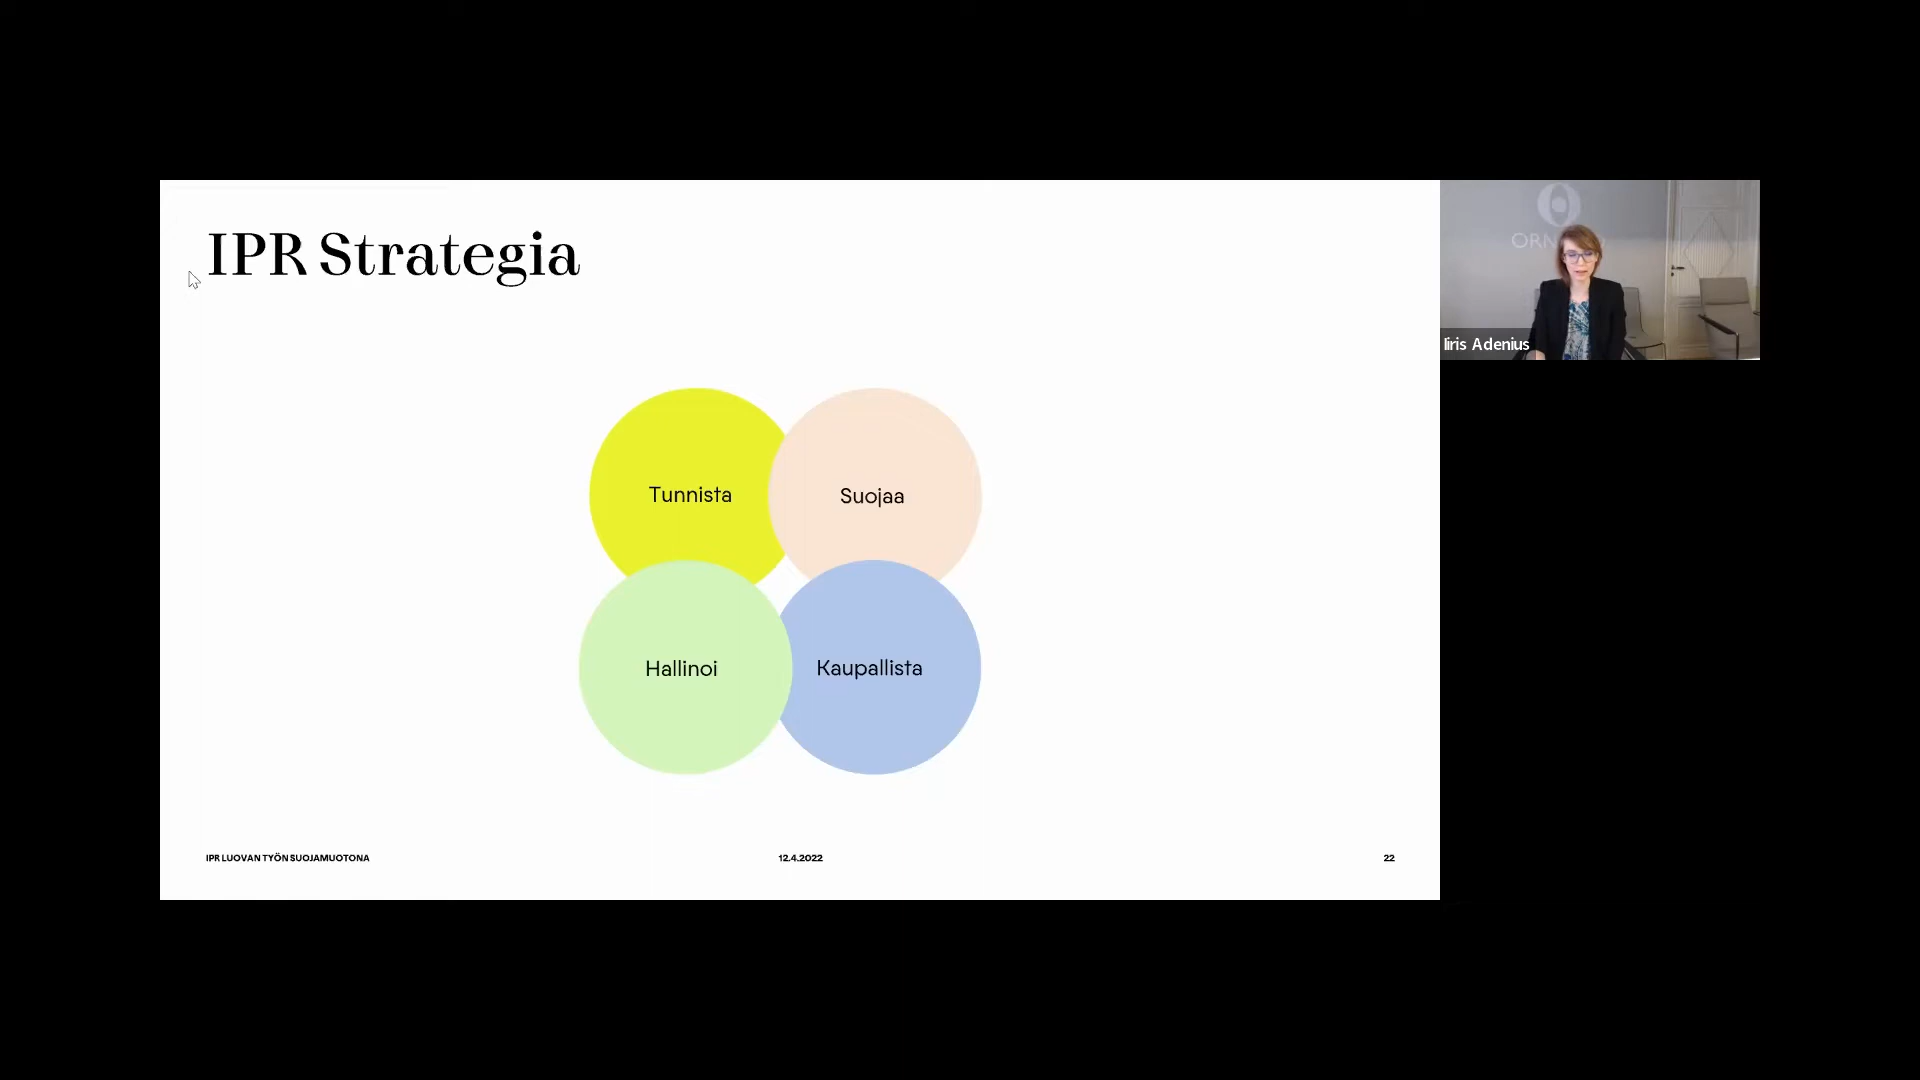 IPR Strategia
Tunnista
Suojaa
Hallinoi
Kaupallista
IPR LUOVAN TYÖN SUOJAMUOTONA
12.4.2022
22
Iiris Adenius